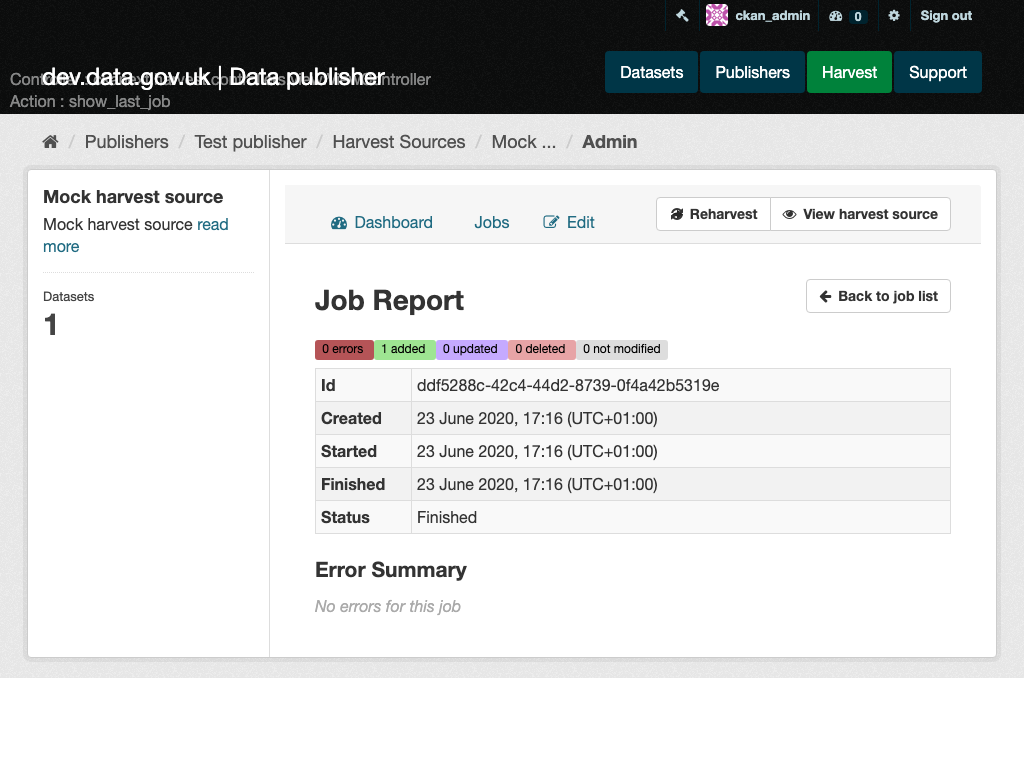 ckan_admin 0 Sign out
dev.data.gov.uk | Data publisher
Action : show_last_job
Datasets Publishers Harvest Support
/ Publishers / Test publisher / Harvest Sources / Mock ... / Admin
Mock harvest source
Mock harvest source read
more
Datasets
1
Dashboard Jobs Edit Reharvest View harvest source
Job Report
Back to job list
0 errors 1 added 0 updated 0 deleted 0 not modified
Id ddf5288c-42c4-44d2-8739-0f4a42b5319e
Created 23 June 2020, 17:16 (UTC+01:00)
Started 23 June 2020, 17:16 (UTC+01:00)
Finished 23 June 2020, 17:16 (UTC+01:00)
Status Finished
Error Summary
No errors for this job